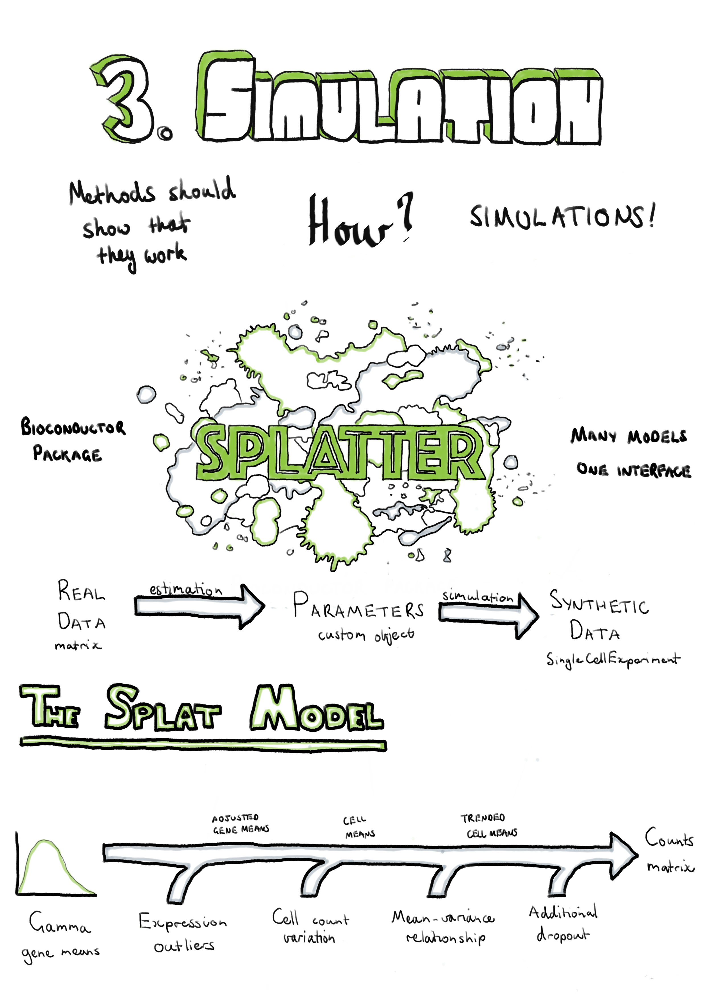 3. SIMULATION
Methods should
show that
they work
How?
SIMULATIONS!
SPLATTER
BIOCONDUCTOR
PACKAGE
MANY MODELS
ONE INTERFACE
REAL
DATA
matrix
estimation
PARAMETERS
custom object
simulation
SYNTHETIC
DATA
SingleCellExperiment
THE SPLAT MODEL
ADJUSTED
GENE MEANS
CELL
MEANS
TRENDED
CELL MEANS
Counts
matrix
Gamma
gene means
Expression
outliers
Cell count
variation
Mean-variance
relationship
Additional
dropout